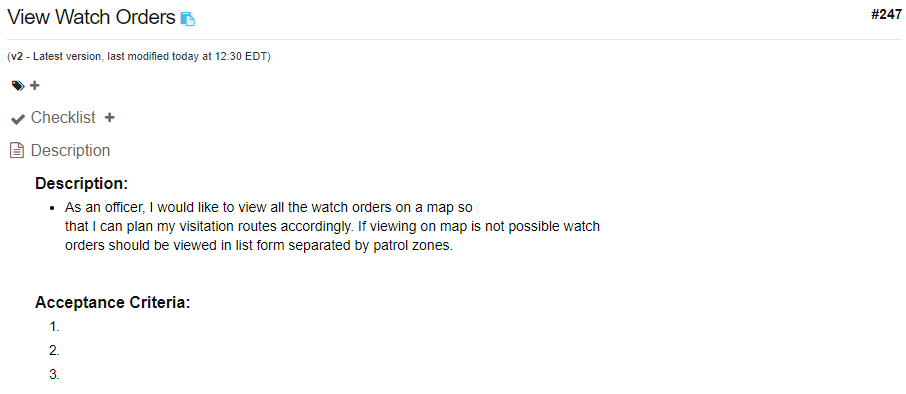 View Watch Orders
#247
(v2 - Latest version, last modified today at 12:30 EDT)
Checklist
Description
Description:
• As an officer, I would like to view all the watch orders on a map so
that I can plan my visitation routes accordingly. If viewing on map is not possible watch
orders should be viewed in list form separated by patrol zones.
Acceptance Criteria:
1.
2.
3.